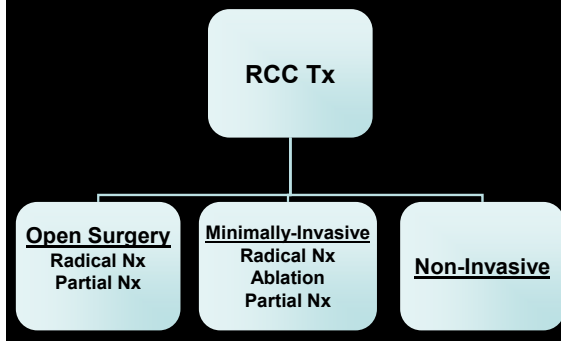 RCC Tx
Open Surgery
Radical Nx
Partial Nx
Minimally-Invasive
Radical Nx
Ablation
Partial Nx
Non-Invasive